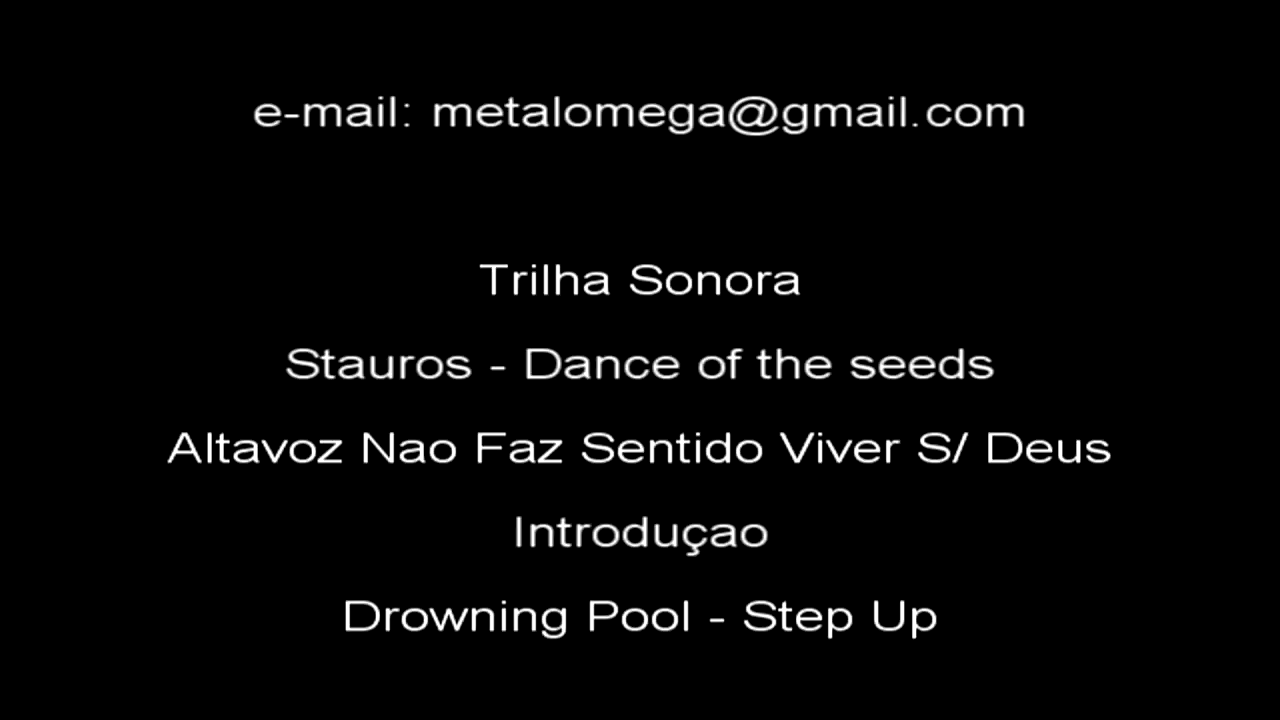 e-mail: metalomega@gmail.com
Trilha Sonora
Stauros - Dance of the seeds
Altavoz Nao Faz Sentido Viver S/ Deus
Introduçao
Drowning Pool - Step Up